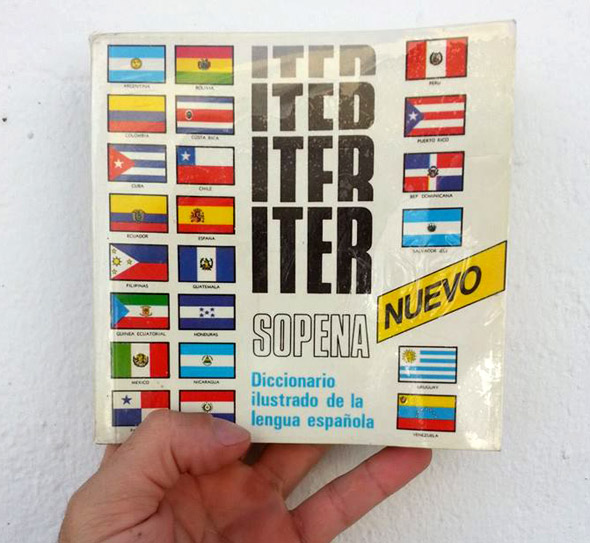 ARGENTINA
BOLIVIA
COLOMBIA
COSTA RICA
CUBA
CHILE
ECUADOR
ESPAÑA
FILIPINAS
GUATEMALA
GUINEA ECUATORIAL
HONDURAS
MEXICO
NICARAGUA
ITER
ITER
ITER
ITER
SOPENA
Diccionario
ilustrado de la
lengua española
PERU
PUERTO RICO
REP. DOMINICANA
SALVADOR (EL)
NUEVO
URUGUAY
VENEZUELA